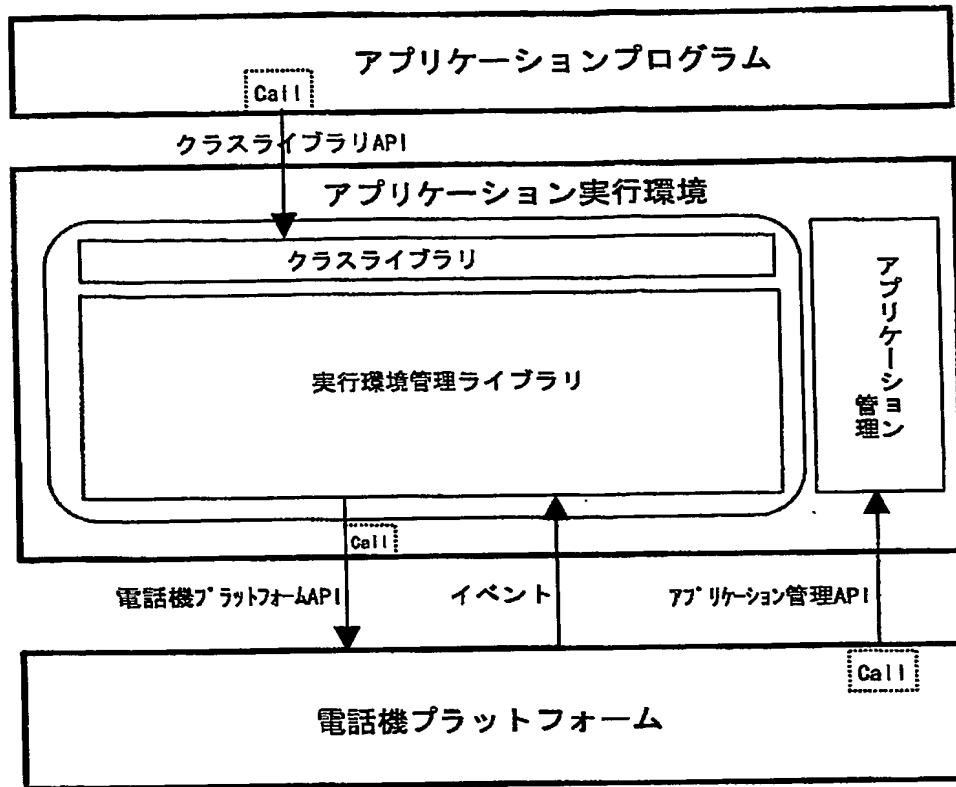 アプリケーションプログラム
Call
クラスライブラリAPI
アプリケーション実行環境
クラスライブラリ
実行環境管理ライブラリ
アプリケーション
管理
Call
電話機プラットフォームAPI
イベント
アプリケーション管理API
Call
電話機プラットフォーム